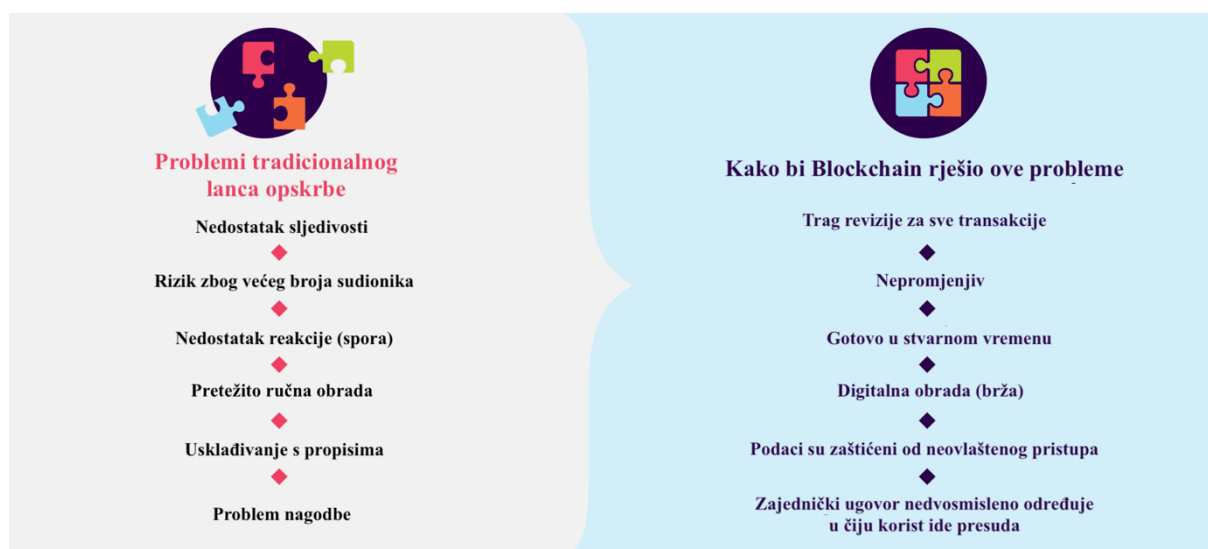 Problemi tradicionalnog
lanca opskrbe
Nedostatak sljedivosti
Rizik zbog većeg broja sudionika
Nedostatak reakcije (spora)
Pretežito ručna obrada
Usklađivanje s propisima
Problem nagodbe
Kako bi Blockchain rješio ove probleme
Trag revizije za sve transakcije
Nepromjenjiv
Gotovo u stvarnom vremenu
Digitalna obrada (brža)
Podaci su zaštićeni od neovlaštenog pristupa
Zajednički ugovor nedvosmisleno određuje
u čiju korist ide presuda